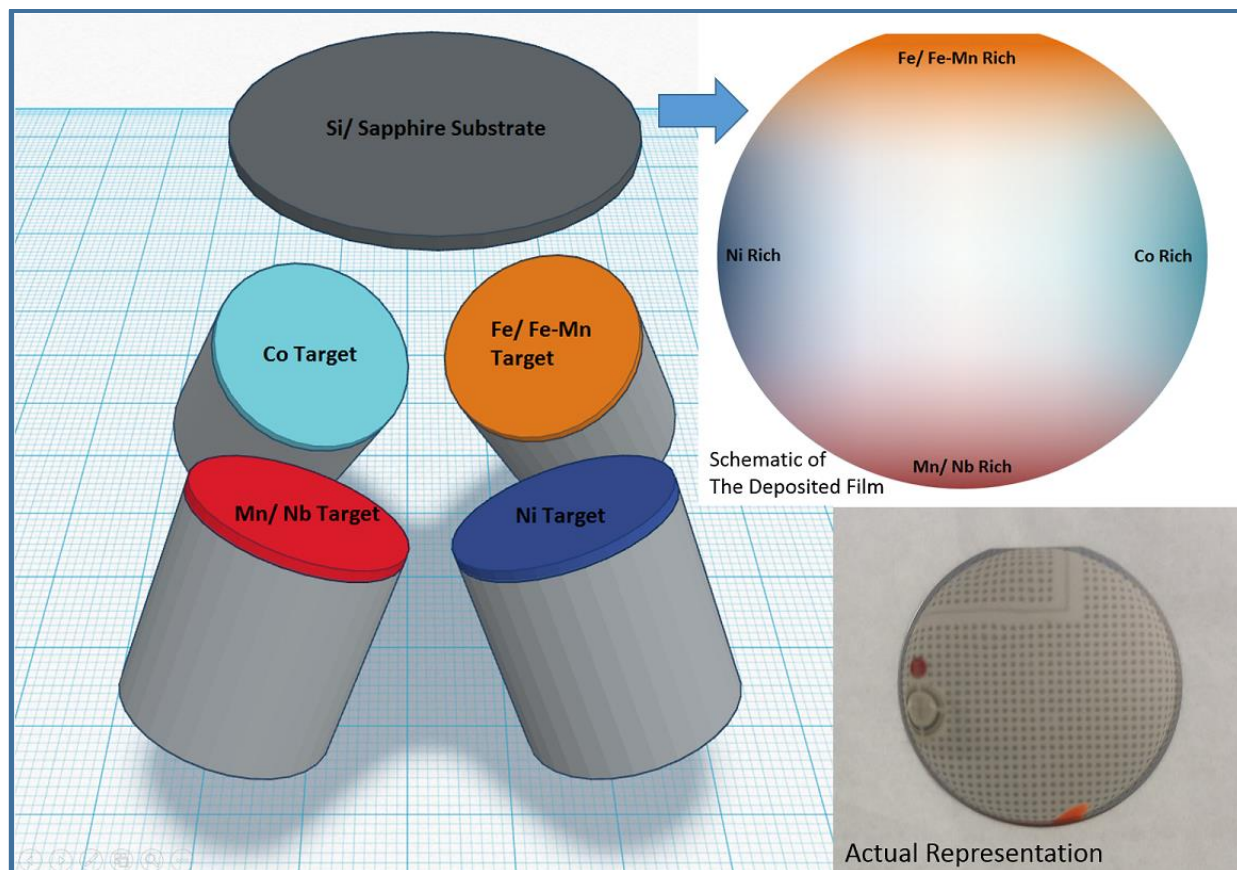 Si/ Sapphire Substrate
Co Target
Fe/ Fe-Mn
Target
Mn/ Nb Target
Ni Target
Fe/ Fe-Mn Rich
Ni Rich
Co Rich
Mn/ Nb Rich
Schematic of
The Deposited Film
Actual Representation